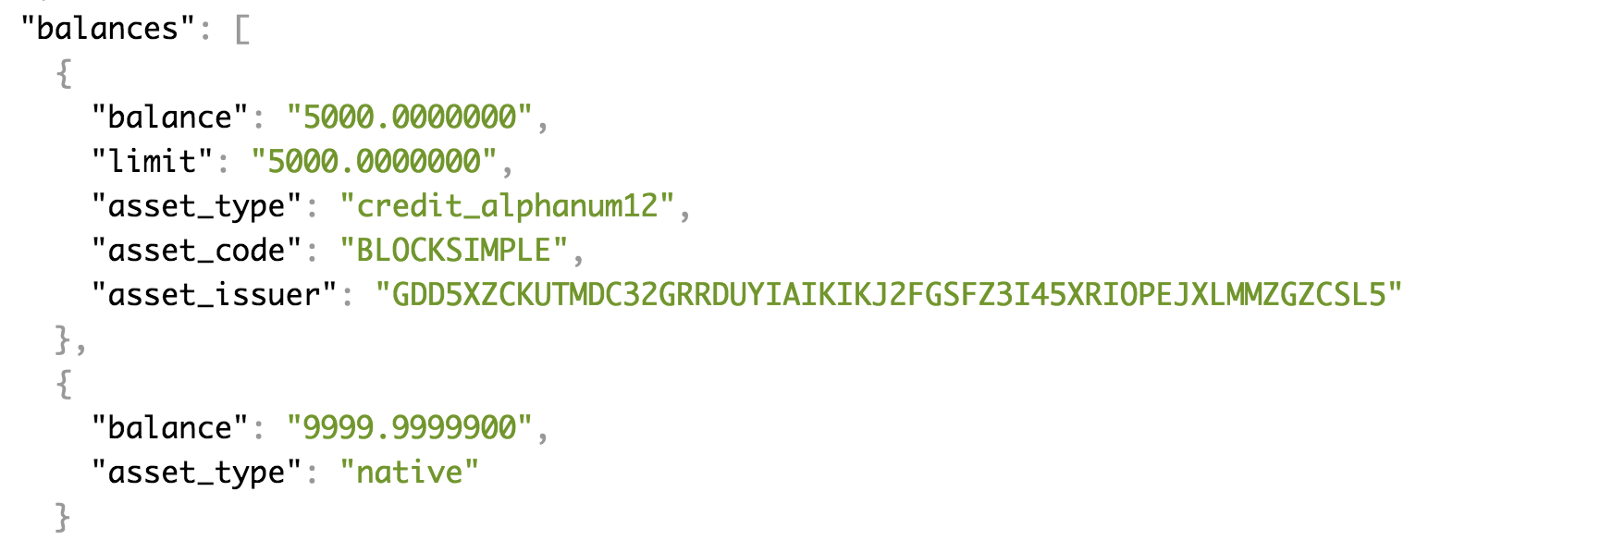 "balances": [
{
"balance": "5000.0000000",
"limit": "5000.0000000",
"asset_type": "credit_alphanum12",
"asset_code": "BLOCKSIMPLE",
"asset_issuer": "GDD5XZCKUTMDC32GRRDUYIAIKIKJ2FGSFZ3I45XRIOPEJXLMMZGZCSL5"
},
{
"balance": "9999.9999900",
"asset_type": "native"
}